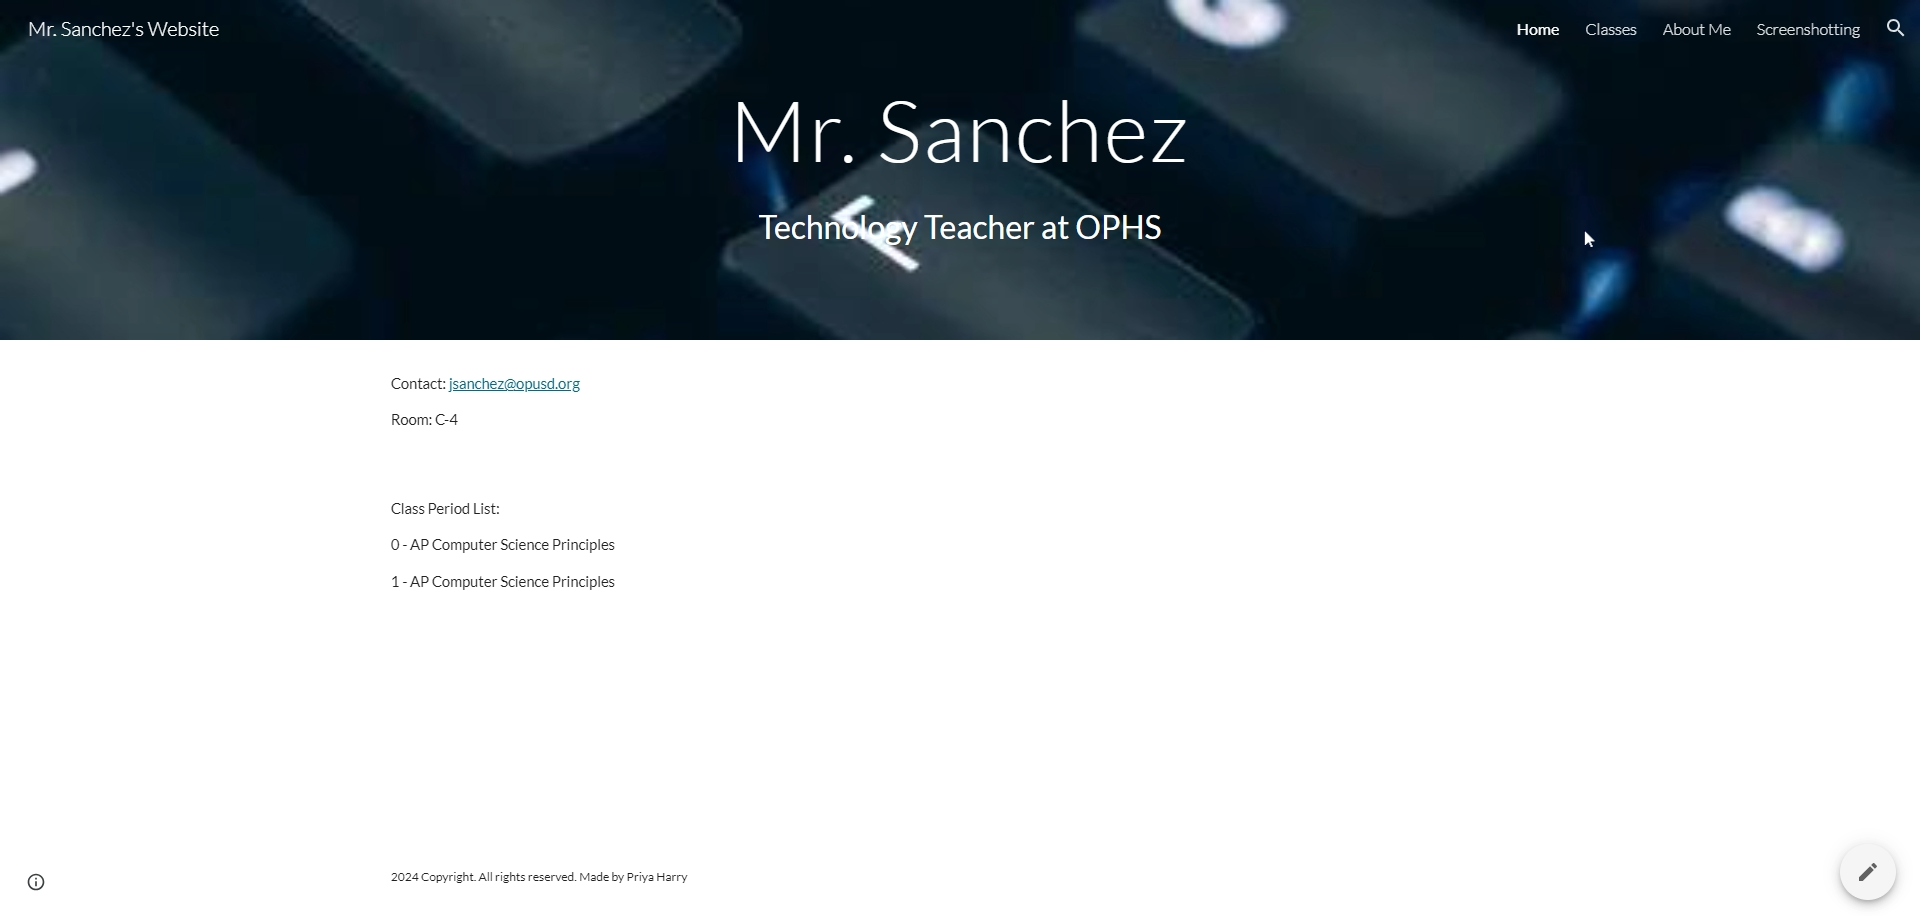 Mr. Sanchez's Website
Home Classes About Me Screenshotting
Mr. Sanchez
Technology Teacher at OPHS
Contact: jsanchez@opusd.org
Room: C-4
Class Period List:
0 - AP Computer Science Principles
1 - AP Computer Science Principles
2024 Copyright. All rights reserved. Made by Priya Harry